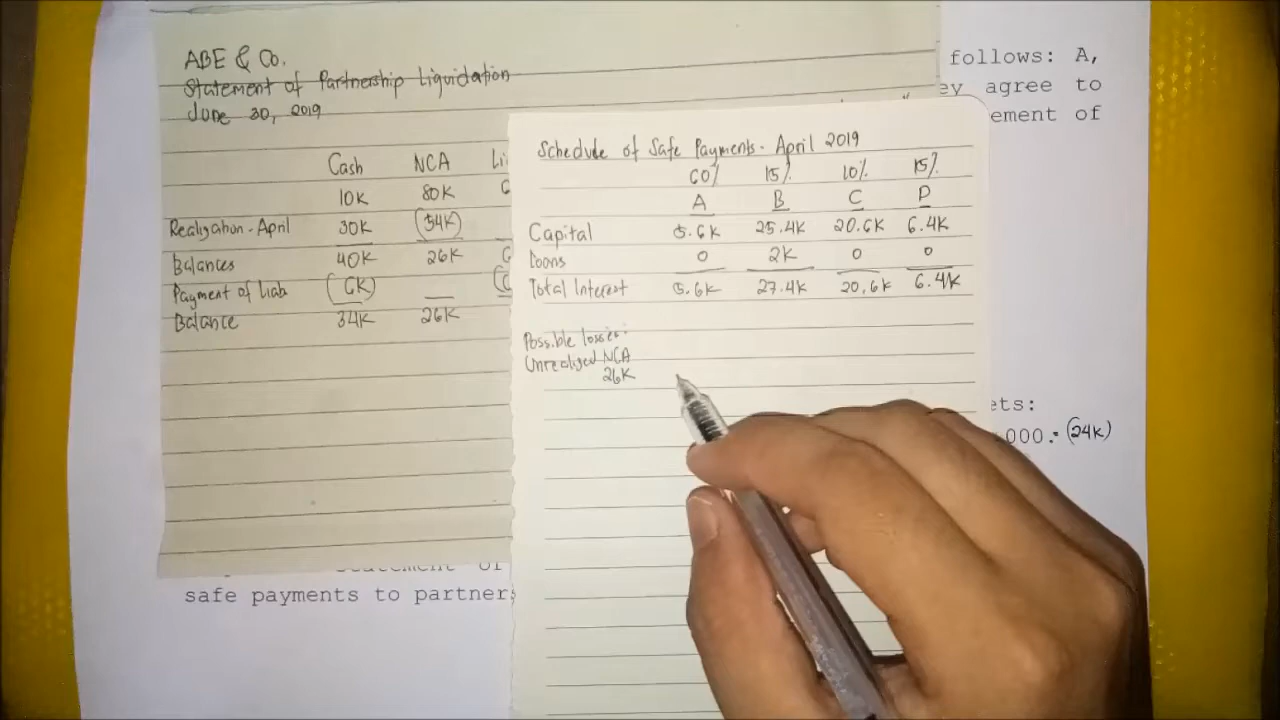 ABE & Co.
Statement of Partnership Liquidation
June 30, 2019
Cash NCA
10K 80K
Realization - April 30K (54K)
Balances 40K 26K
Payment of Liab (6K) —
Balance 34K 26K
Schedule of Safe Payments - April 2019
60% 15% 10% 15%
A B C D
Capital 5.6K 25.4K 20.6K 6.4K
Loans 0 2K 0 0
Total Interest 5.6K 27.4K 20.6K 6.4K
Possible losses:
Unrealized NCA
26K
follows: A,
ey agree to
ement of
ets:
000. = (24K)
safe payments to partner